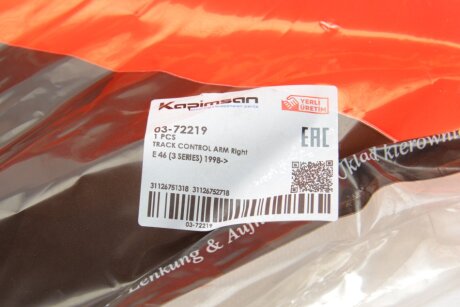 Kapimsan
YERLİ
ÜRETİM
03-72219
1 PCS
TRACK CONTROL ARM Right
E 46 (3 SERIES) 1998->
EAC
31126751318 31126752718
03-72219
Lenkung & Aufh
Układ kierowni